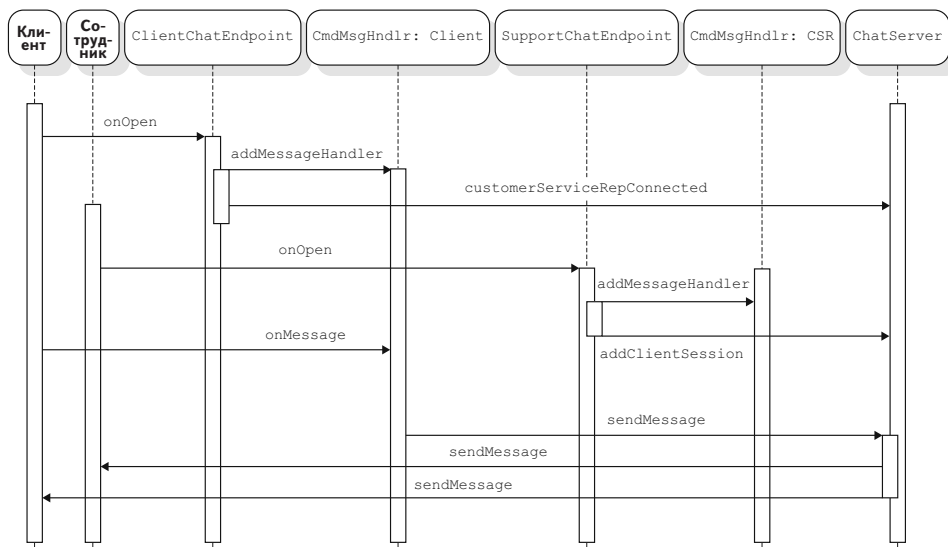 Кли-
ент
Со-
труд-
ник
ClientChatEndpoint
CmdMsgHndlr: Client
SupportChatEndpoint
CmdMsgHndlr: CSR
ChatServer
onOpen
addMessageHandler
customerServiceRepConnected
onOpen
addMessageHandler
onMessage
addClientSession
sendMessage
sendMessage
sendMessage